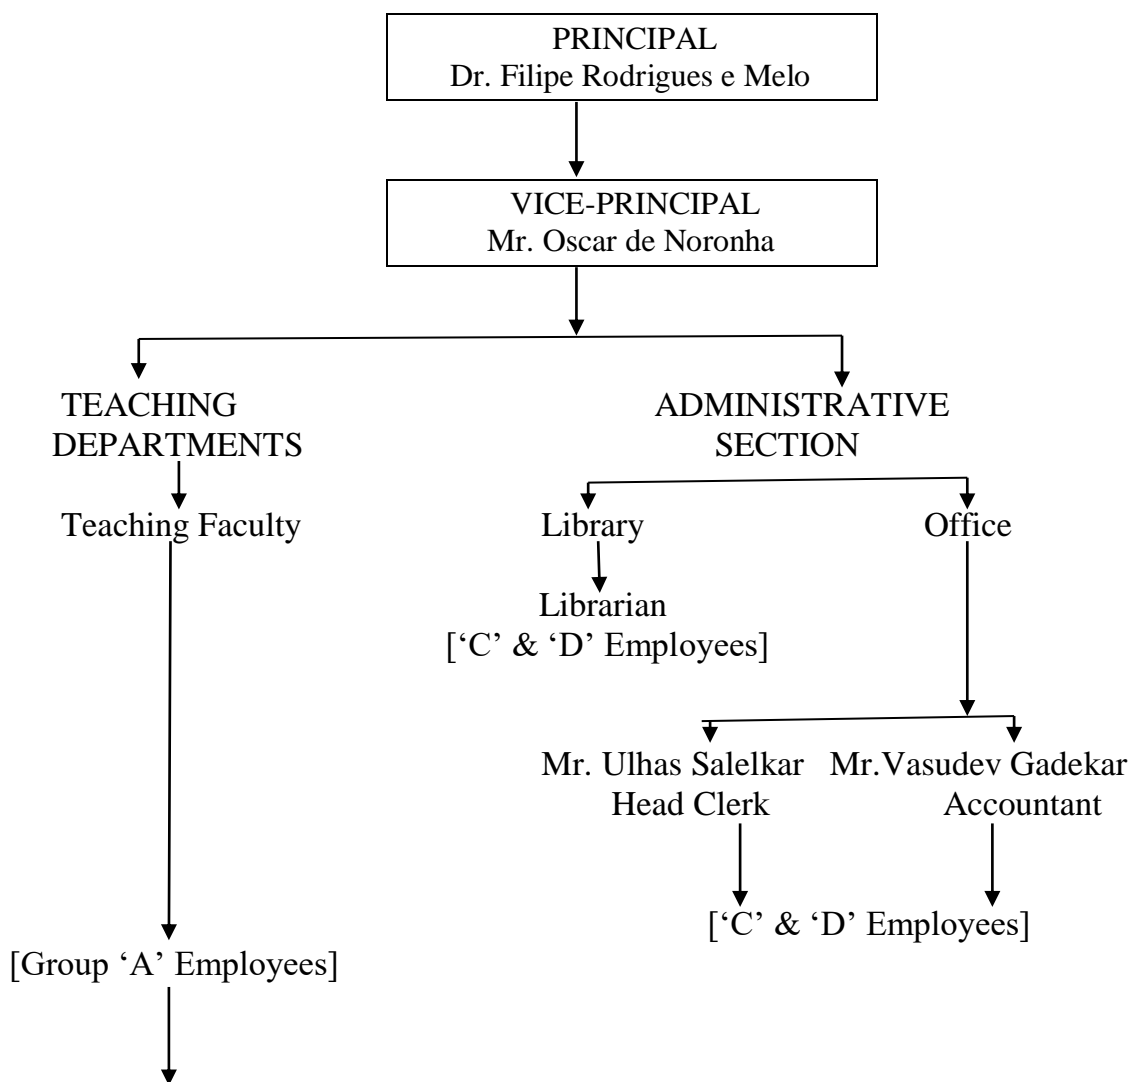 PRINCIPAL
Dr. Filipe Rodrigues e Melo
VICE-PRINCIPAL
Mr. Oscar de Noronha
TEACHING
DEPARTMENTS
ADMINISTRATIVE
SECTION
Teaching Faculty
Library
Office
Librarian
[‘C’ & ‘D’ Employees]
Mr. Ulhas Salelkar
Head Clerk
Mr.Vasudev Gadekar
Accountant
[‘C’ & ‘D’ Employees]
[Group ‘A’ Employees]